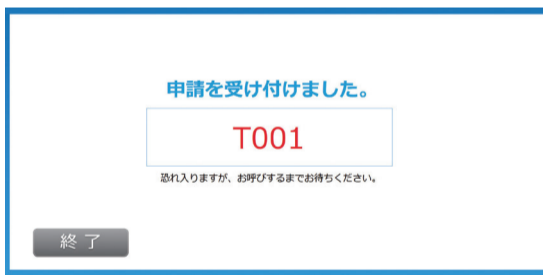 申請を受け付けました。
T001
恐れ入りますが、お呼びするまでお待ちください。
終了